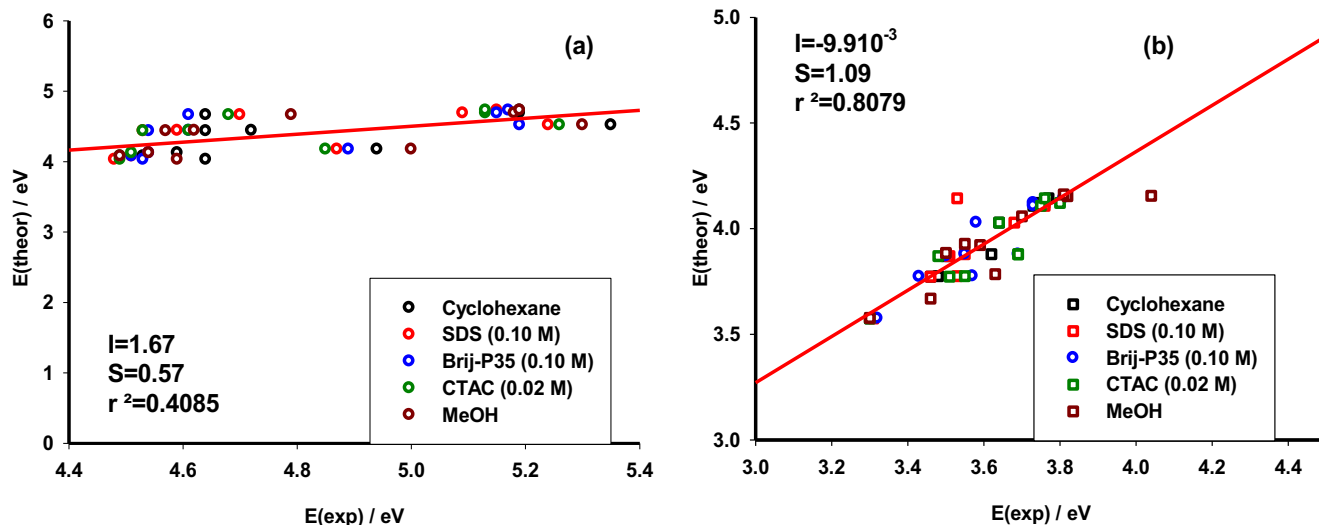 (a)
6
5
4
3
2
1
0
E(theor) / eV
I=1.67
S=0.57
r ²=0.4085
Cyclohexane
SDS (0.10 M)
Brij-P35 (0.10 M)
CTAC (0.02 M)
MeOH
4.4 4.6 4.8 5.0 5.2 5.4
E(exp) / eV
(b)
I=-9.910-3
S=1.09
r ²=0.8079
5.0
4.5
4.0
3.5
3.0
E(theor) / eV
Cyclohexane
SDS (0.10 M)
Brij-P35 (0.10 M)
CTAC (0.02 M)
MeOH
3.0 3.2 3.4 3.6 3.8 4.0 4.2 4.
E(exp) / eV